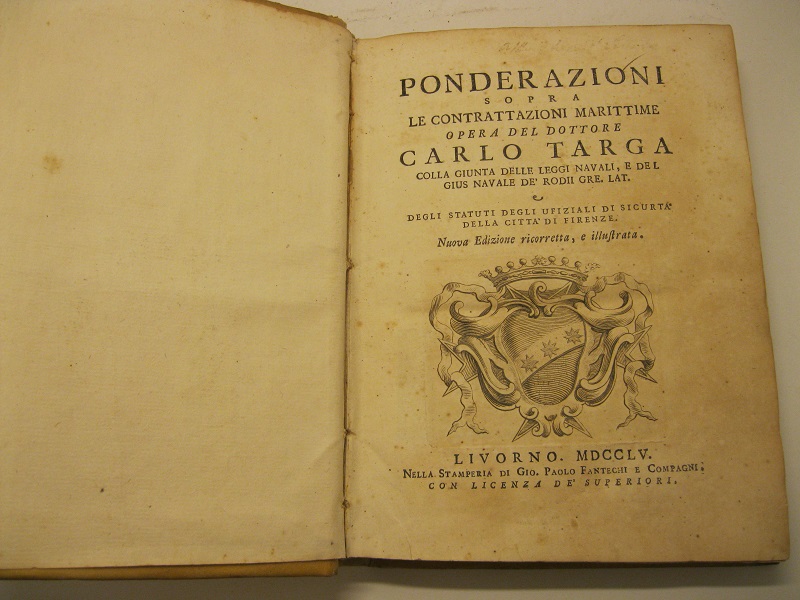 PONDERAZIONI
SOPRA
LE CONTRATTAZIONI MARITTIME
OPERA DEL DOTTORE
CARLO TARGA
COLLA GIUNTA DELLE LEGGI NAVALI, E DEL
GIUS NAVALE DE' RODII GRE. LAT.
E
DEGLI STATUTI DEGLI UFIZIALI DI SICURTA'
DELLA CITTA' DI FIRENZE.
Nuova Edizione ricorretta, e illuſtrata.
LIVORNO. MDCCLV.
NELLA STAMPERIA DI GIO. PAOLO FANTECHI E COMPAGNI.
CON LICENZA DE' SUPERIORI.